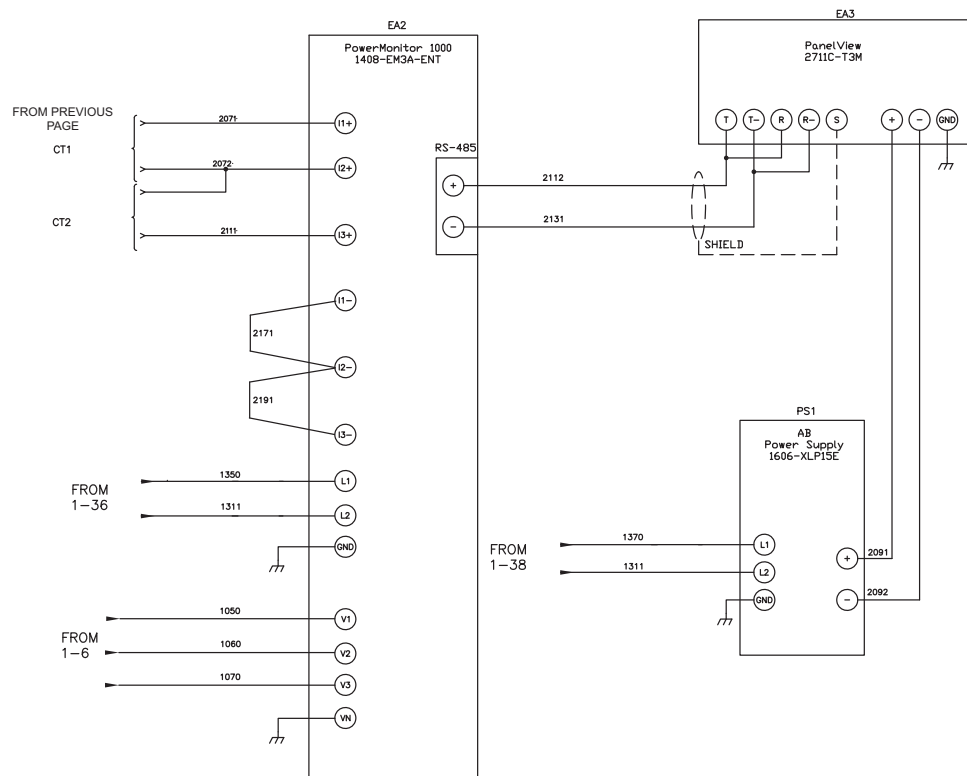 EA2
PowerMonitor 1000
1408-EM3A-ENT
EA3
PanelView
2711C-T3M
T
T-
R
R-
S
+
-
GND
FROM PREVIOUS
PAGE
CT1
CT2
2071
2072
2111
I1+
I2+
I3+
RS-485
+
-
2112
2131
SHIELD
I1-
I2-
I3-
2171
2191
FROM
1-36
1350
1311
L1
L2
GND
FROM
1-6
1050
1060
1070
V1
V2
V3
VN
PS1
AB
Power Supply
1606-XLP15E
FROM
1-38
1370
1311
L1
L2
GND
+
-
2091
2092